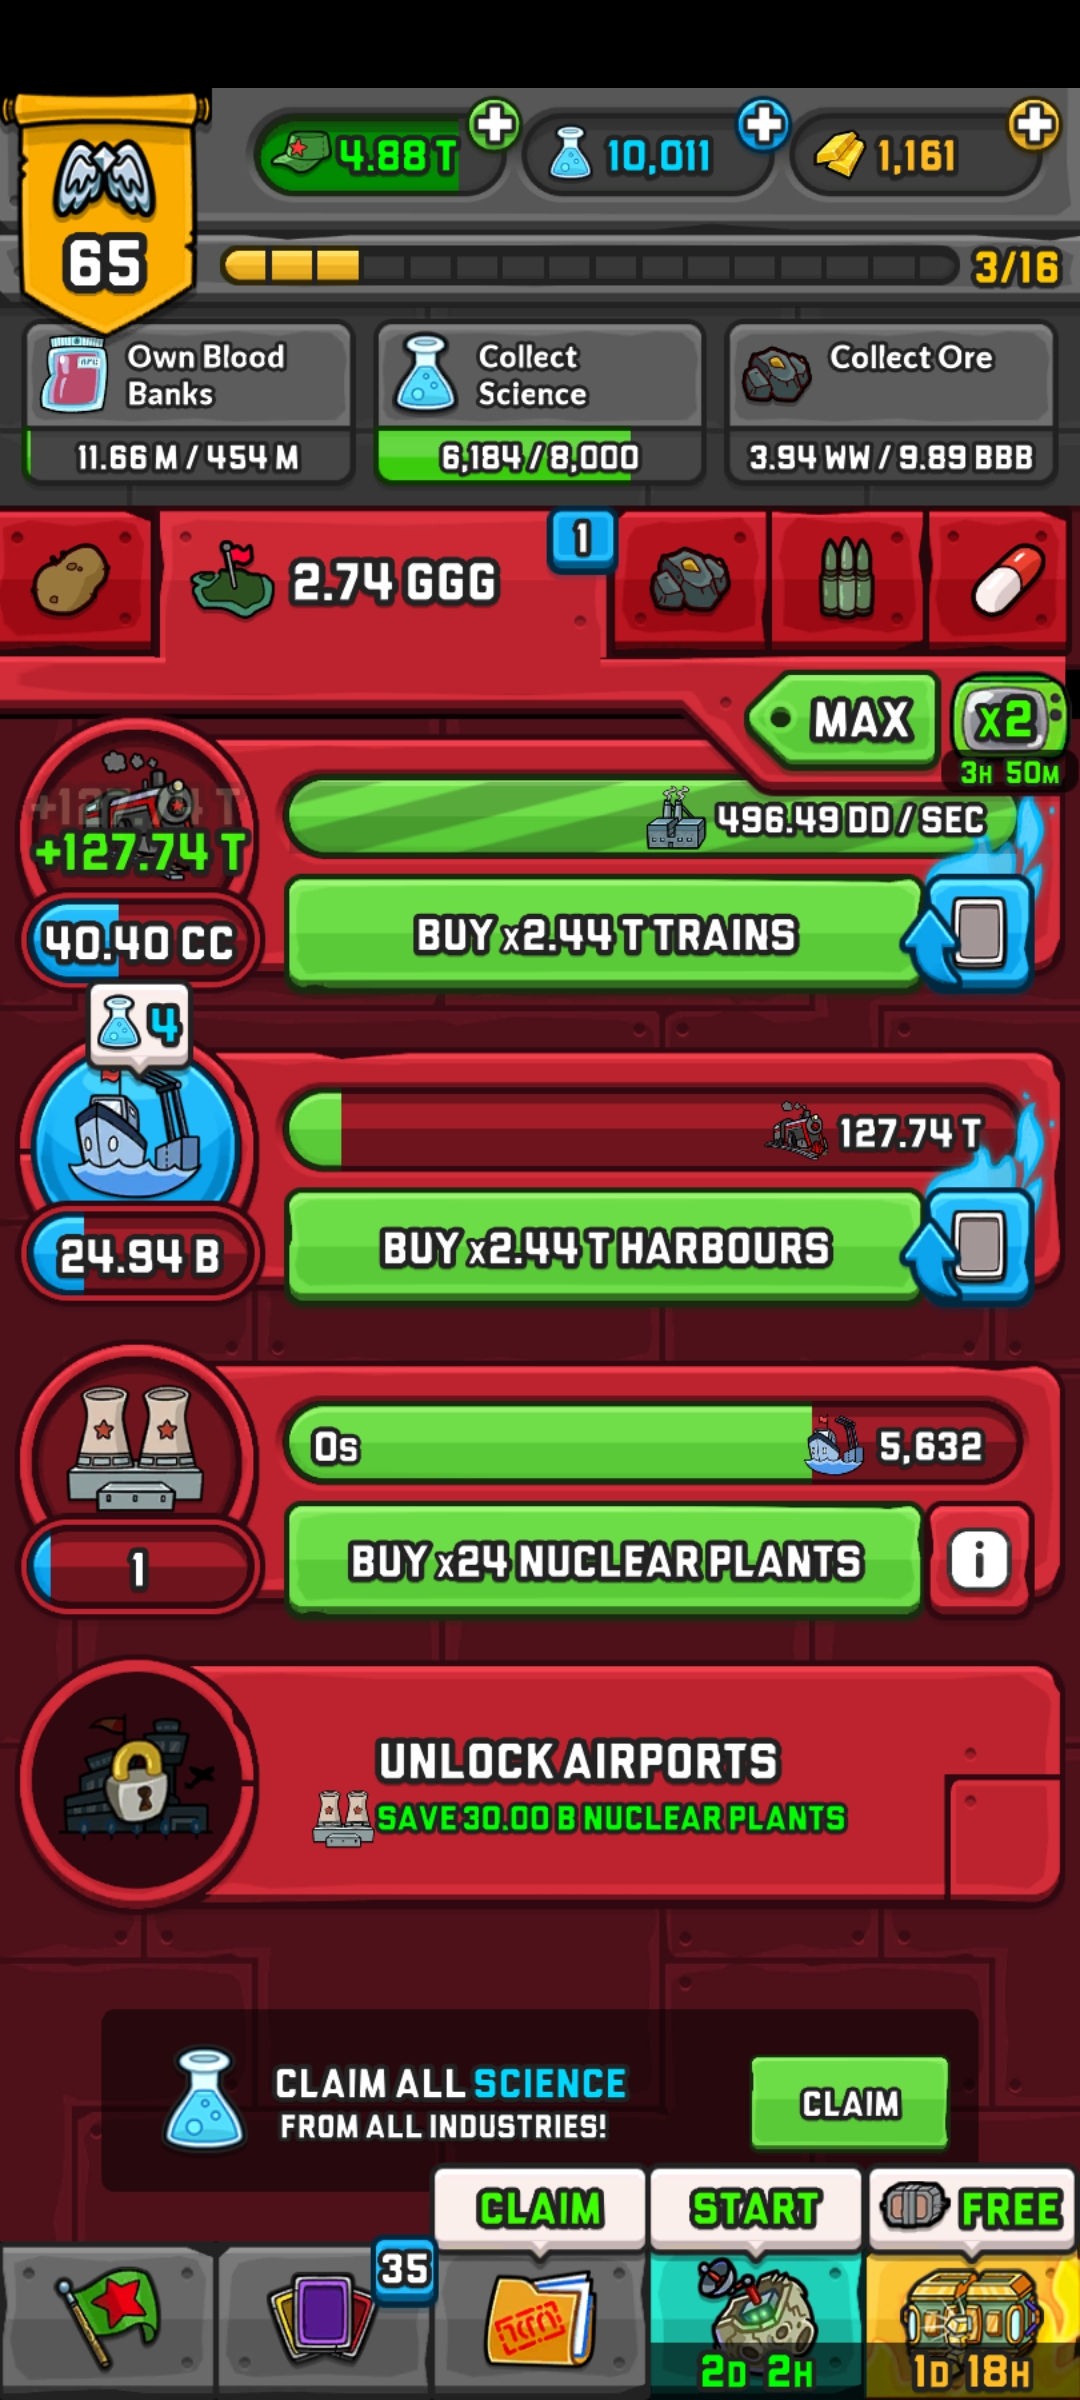 4.88 T
10,011
1,161
65
3/16
Own Blood
Banks
11.66 M / 454 M
Collect
Science
6,184 / 8,000
Collect Ore
3.94 WW / 9.89 BBB
2.74 GGG
1
MAX
x2
3H 50M
+127.74 T
+127.74 T
496.49 DD / SEC
40.40 CC
BUY x2.44 T TRAINS
4
127.74 T
24.94 B
BUY x2.44 T HARBOURS
0s
5,632
1
BUY x24 NUCLEAR PLANTS
i
UNLOCK AIRPORTS
SAVE 30.00 B NUCLEAR PLANTS
CLAIM ALL SCIENCE
FROM ALL INDUSTRIES!
CLAIM
CLAIM
START
FREE
35
2D 2H
1D 18H